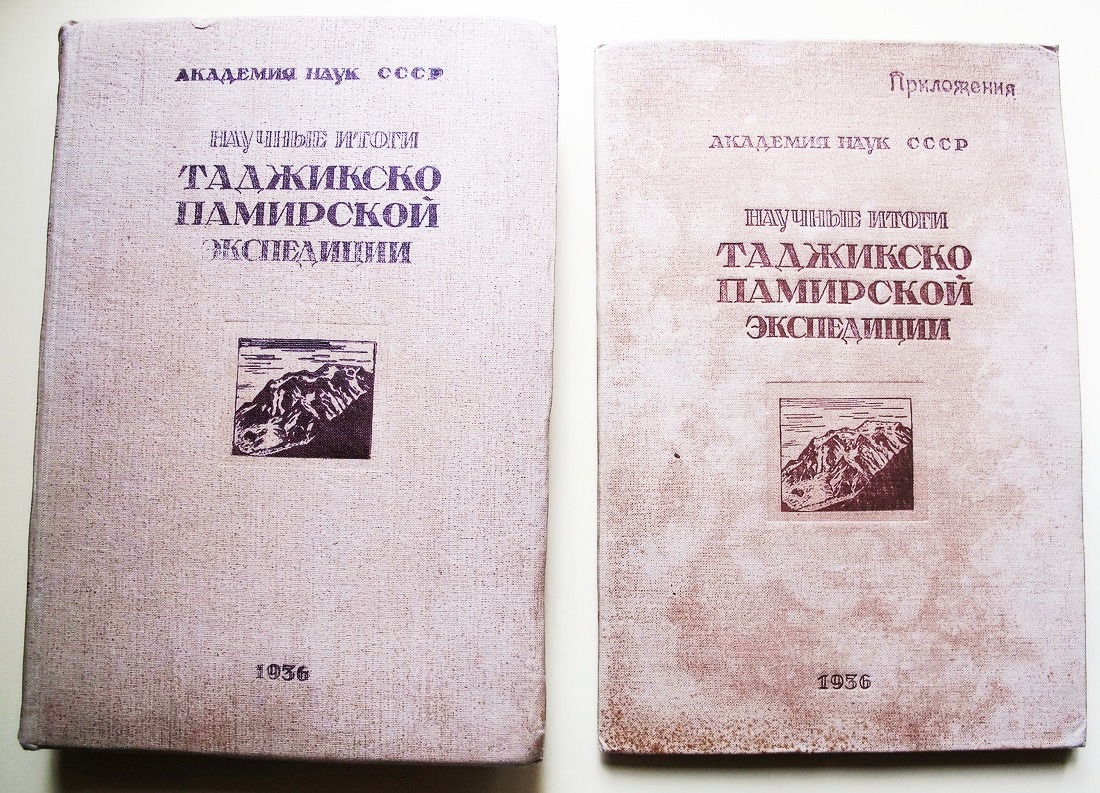 АКАДЕМИЯ НАУК СССР
НАУЧНЫЕ ИТОГИ
ТАДЖИКСКО
ПАМИРСКОЙ
ЭКСПЕДИЦИИ
1936
Приложения
АКАДЕМИЯ НАУК СССР
НАУЧНЫЕ ИТОГИ
ТАДЖИКСКО
ПАМИРСКОЙ
ЭКСПЕДИЦИИ
1936